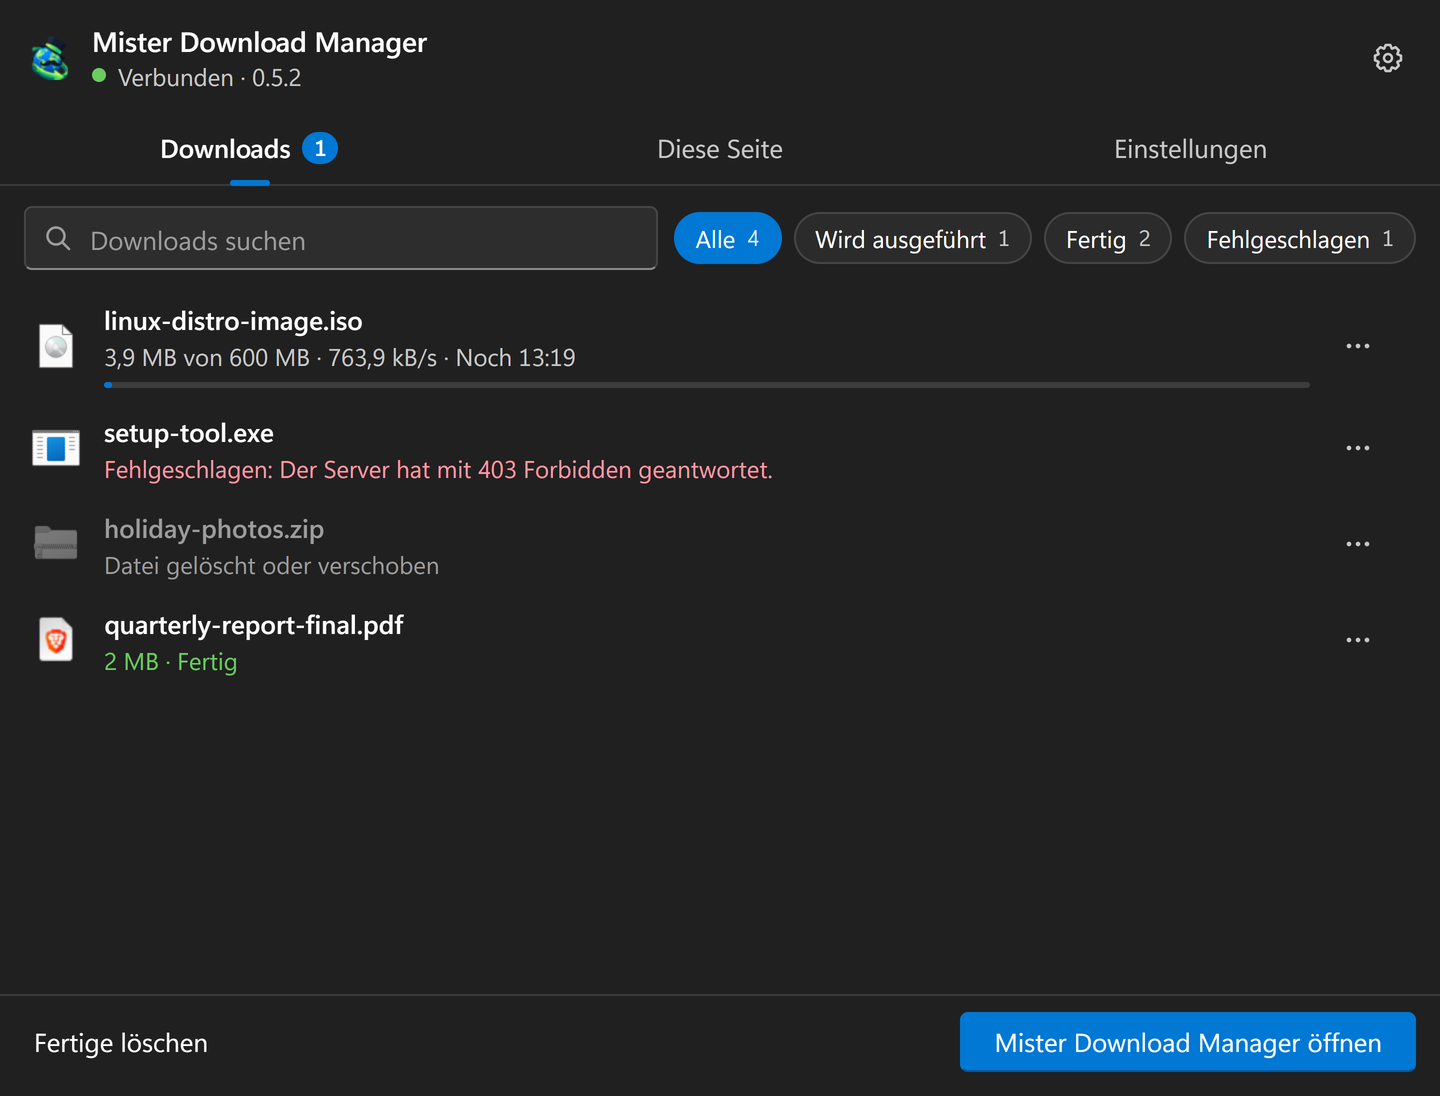 Mister Download Manager
Verbunden · 0.5.2
Downloads 1
Diese Seite
Einstellungen
Downloads suchen
Alle 4
Wird ausgeführt 1
Fertig 2
Fehlgeschlagen 1
linux-distro-image.iso
3,9 MB von 600 MB · 763,9 kB/s · Noch 13:19
setup-tool.exe
Fehlgeschlagen: Der Server hat mit 403 Forbidden geantwortet.
holiday-photos.zip
Datei gelöscht oder verschoben
quarterly-report-final.pdf
2 MB · Fertig
Fertige löschen
Mister Download Manager öffnen